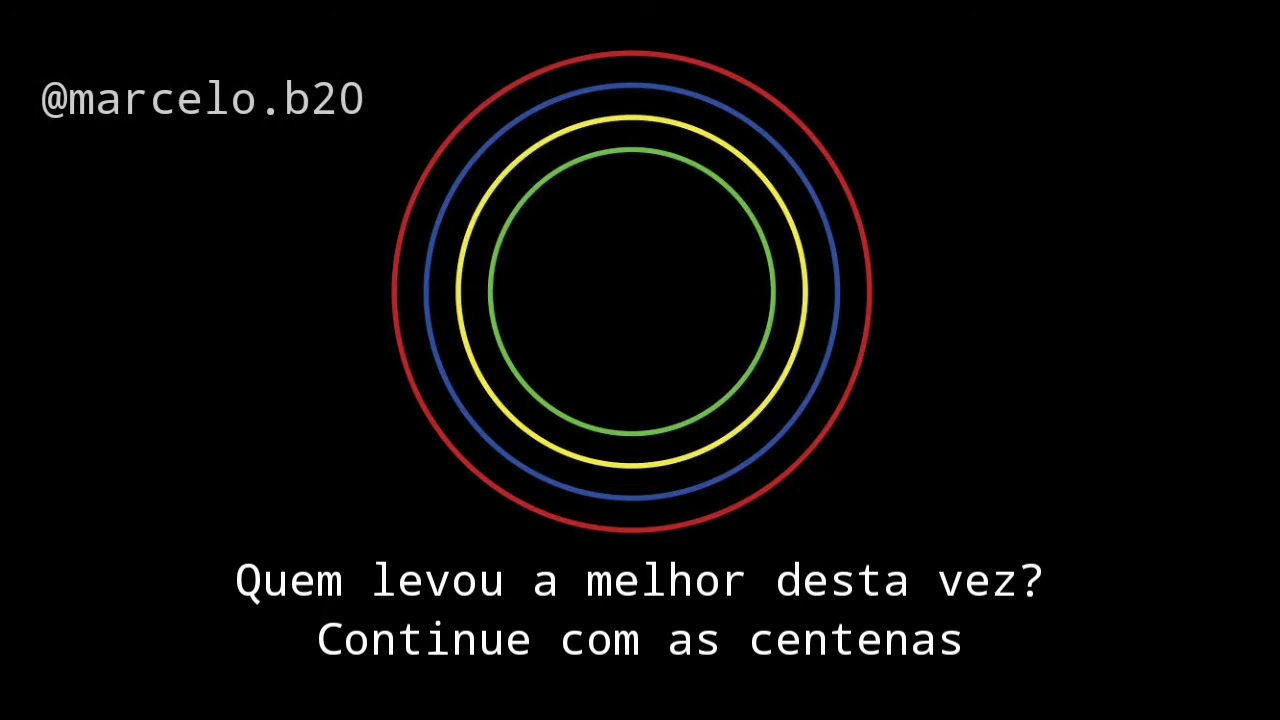 @marcelo.b20
Quem levou a melhor desta vez?
Continue com as centenas